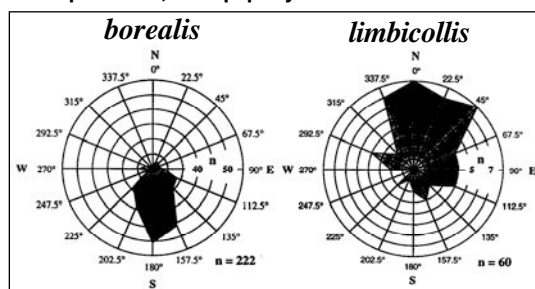 borealis
N
0°
337.5°
22.5°
315°
45°
292.5°
67.5°
W
270°
n
40
50
90°
E
247.5°
112.5°
225°
135°
202.5°
157.5°
180°
S
n = 222
limbicollis
N
0°
337.5°
22.5°
315°
45°
292.5°
67.5°
W
270°
n
5
7
90°
E
247.5°
112.5°
225°
135°
202.5°
157.5°
180°
S
n = 60